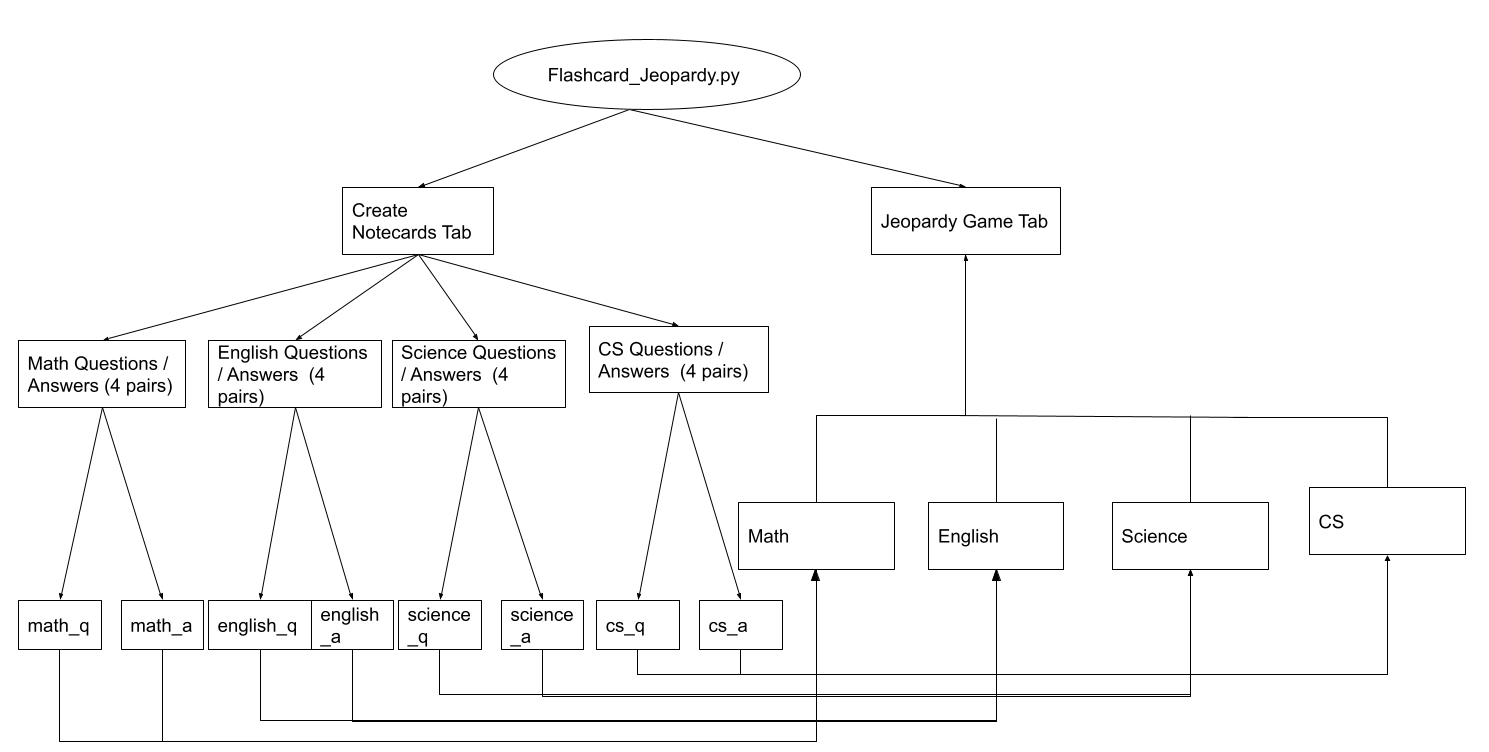 Flashcard_Jeopardy.py
Create
Notecards Tab
Jeopardy Game Tab
Math Questions /
Answers (4 pairs)
English Questions
/ Answers  (4
pairs)
Science Questions
/ Answers  (4
pairs)
CS Questions /
Answers  (4 pairs)
Math
English
Science
CS
math_q
math_a
english_q
english
_a
science
_q
science
_a
cs_q
cs_a